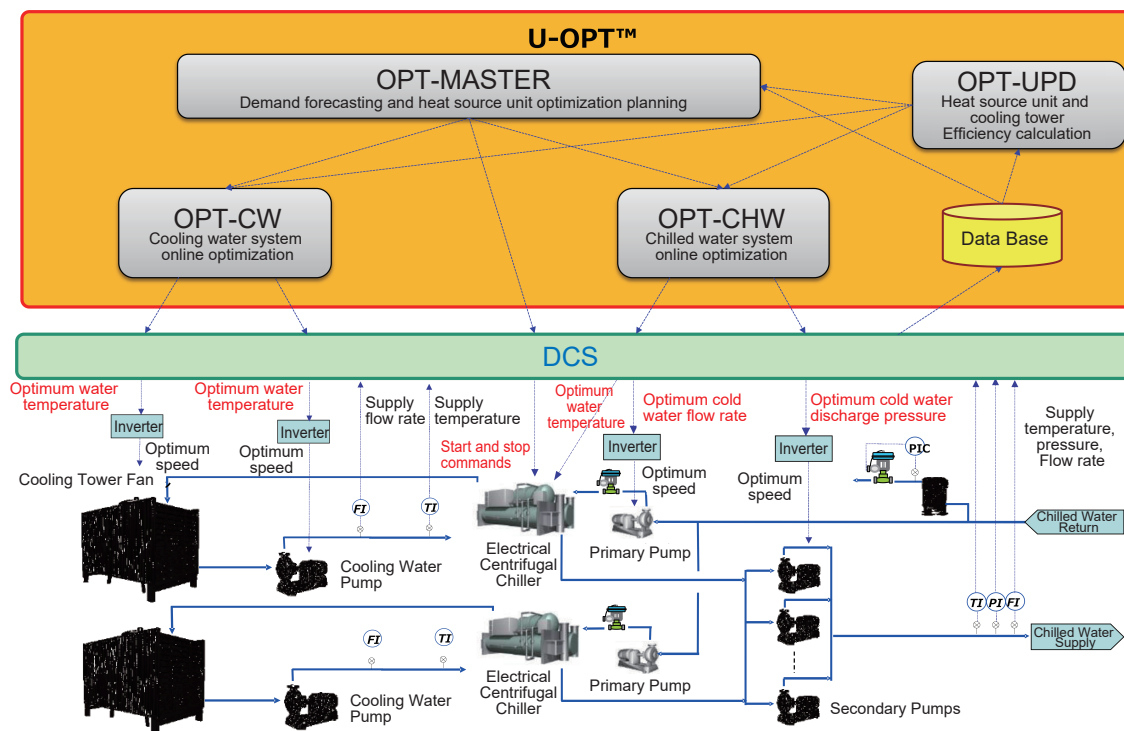 U-OPT™
OPT-MASTER
Demand forecasting and heat source unit optimization planning
OPT-UPD
Heat source unit and
cooling tower
Efficiency calculation
OPT-CW
Cooling water system
online optimization
OPT-CHW
Chilled water system
online optimization
Data Base
DCS
Optimum water
temperature
Optimum water
temperature
Supply
flow rate
Supply
temperature
Start and stop
commands
Optimum
water
temperature
Optimum cold
water flow rate
Optimum cold water
discharge pressure
Supply
temperature,
pressure,
Flow rate
Inverter
Inverter
Inverter
Inverter
Optimum
speed
Optimum
speed
Optimum
speed
Optimum
speed
PIC
Cooling Tower Fan
FI
TI
Cooling Water
Pump
Electrical
Centrifugal
Chiller
Primary Pump
Chilled Water
Return
TI
PI
FI
FI
TI
Cooling Water
Pump
Electrical
Centrifugal
Chiller
Primary Pump
Secondary Pumps
Chilled Water
Supply